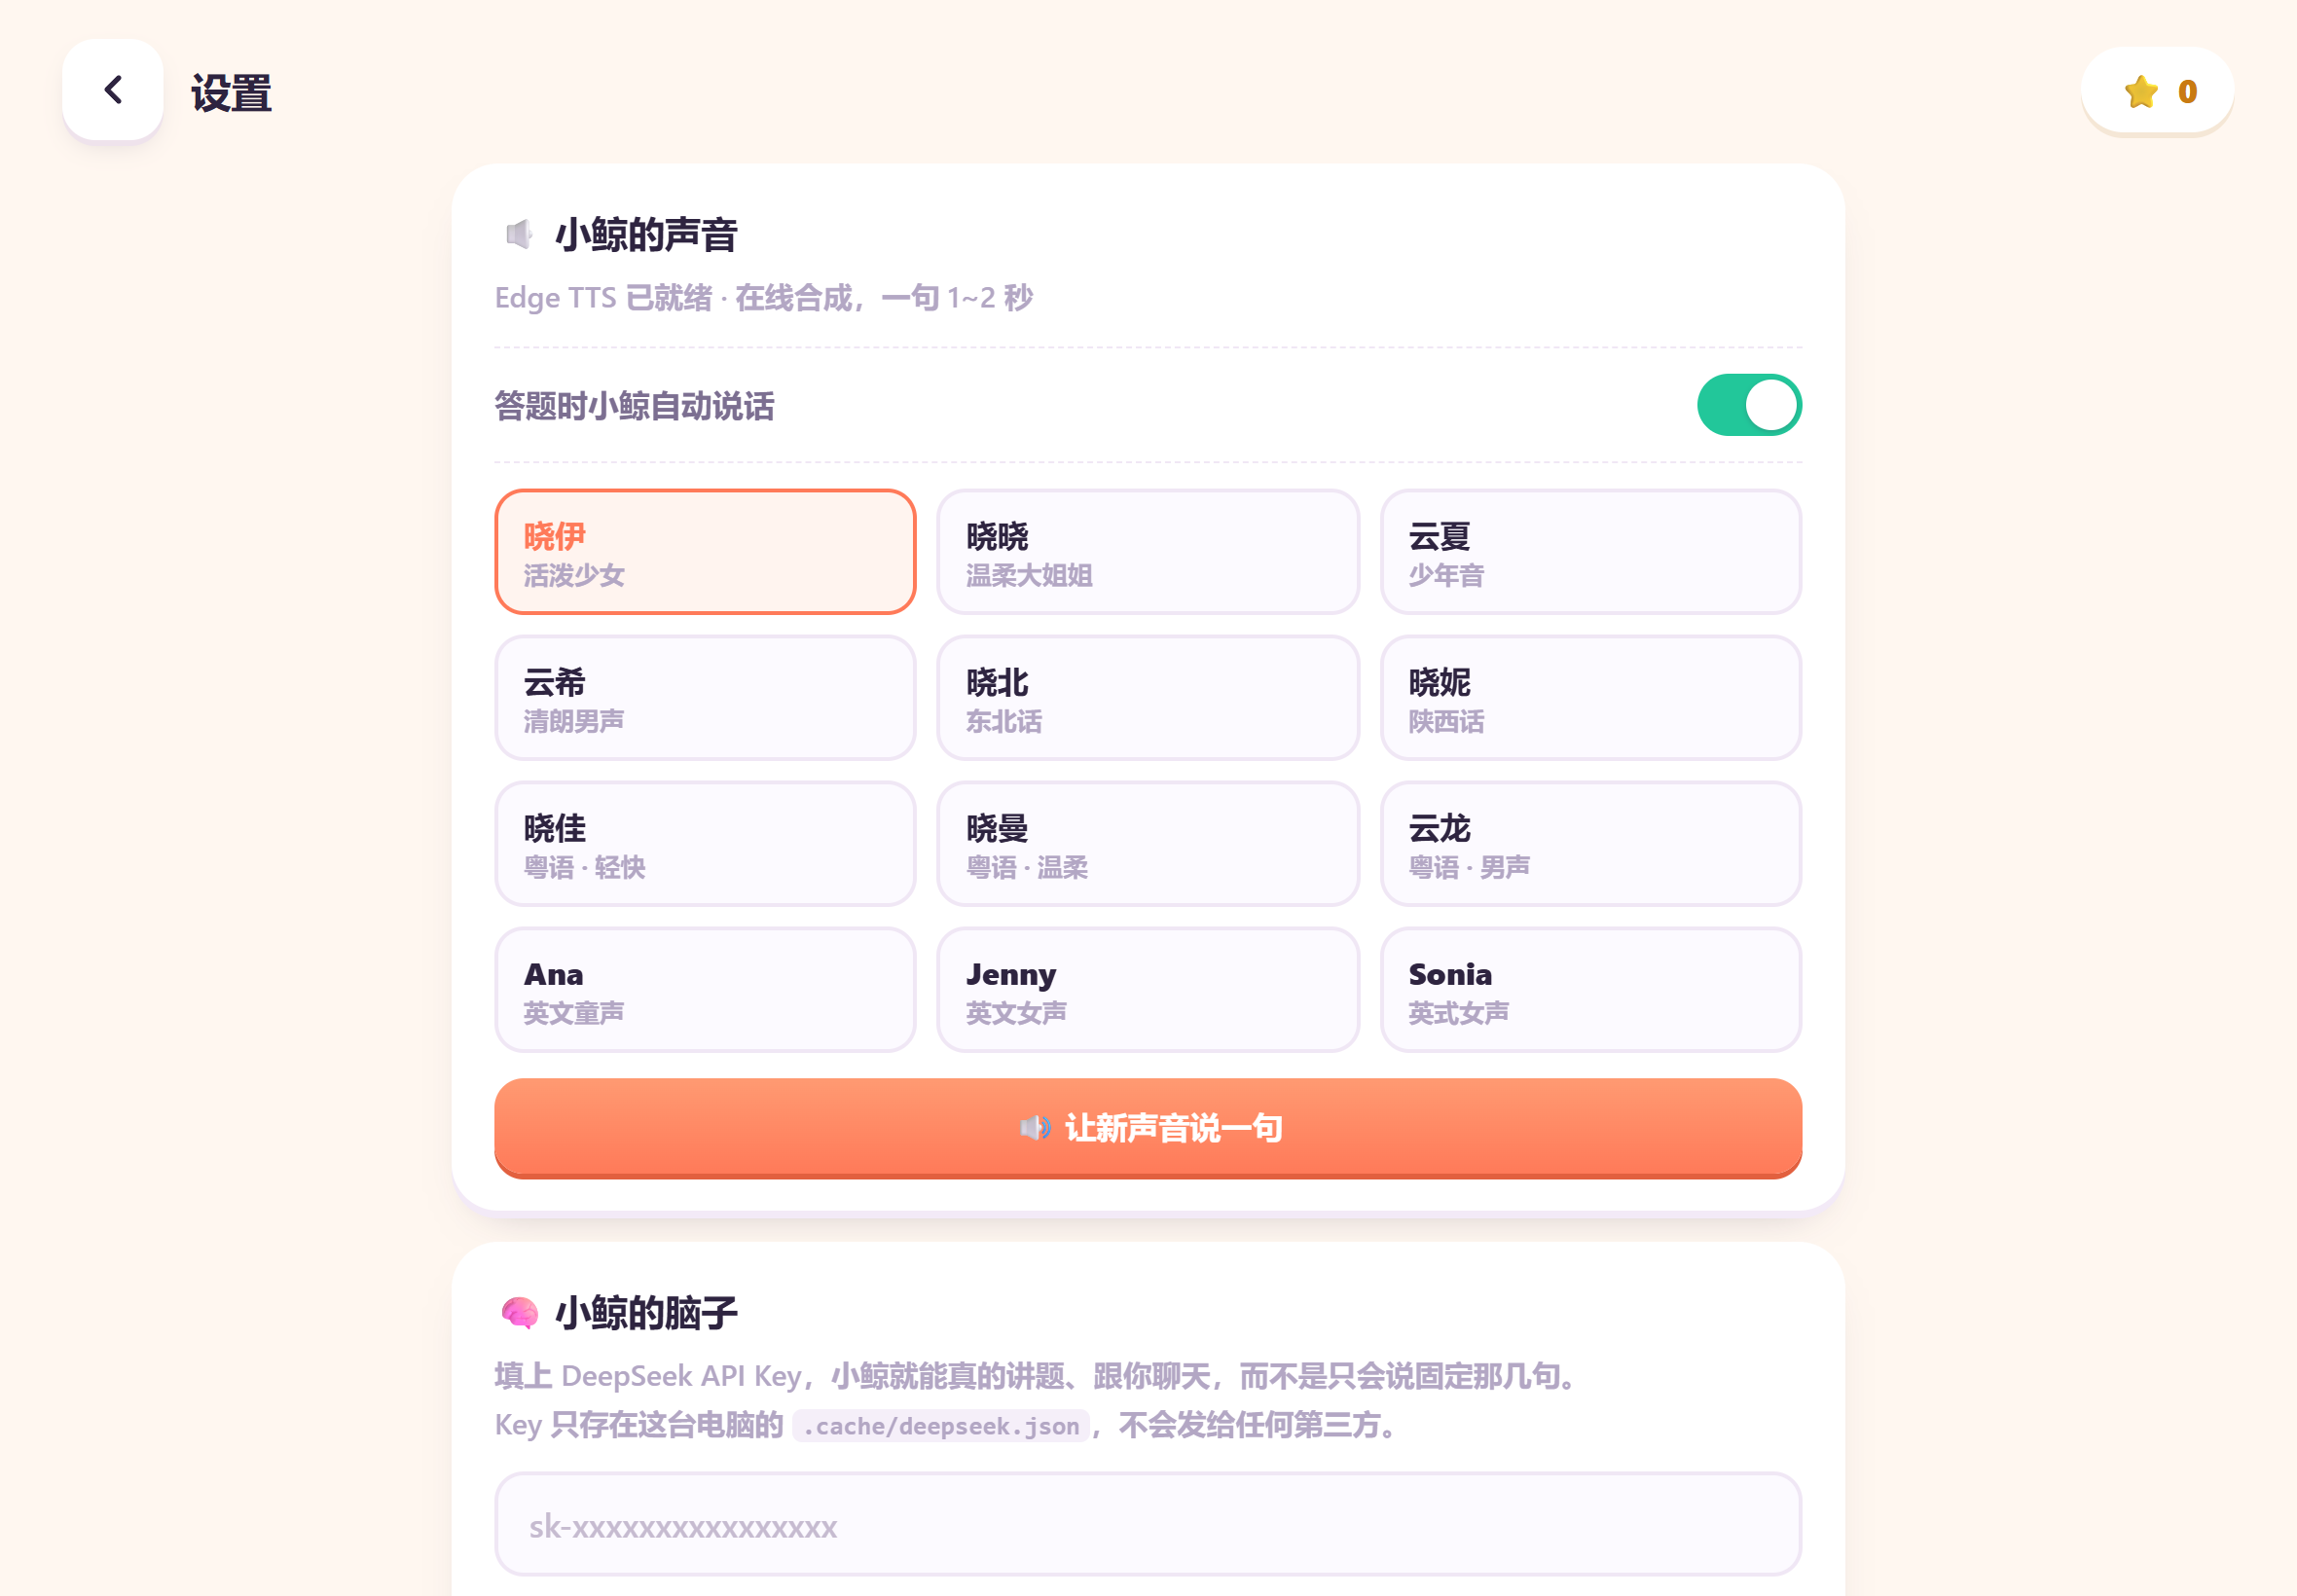 设置
0
小鲸的声音
Edge TTS 已就绪 · 在线合成，一句 1~2 秒
答题时小鲸自动说话
晓伊
活泼少女
晓晓
温柔大姐姐
云夏
少年音
云希
清朗男声
晓北
东北话
晓妮
陕西话
晓佳
粤语 · 轻快
晓曼
粤语 · 温柔
云龙
粤语 · 男声
Ana
英文童声
Jenny
英文女声
Sonia
英式女声
让新声音说一句
小鲸的脑子
填上 DeepSeek API Key，小鲸就能真的讲题、跟你聊天，而不是只会说固定那几句。
Key 只存在这台电脑的 .cache/deepseek.json，不会发给任何第三方。
sk-xxxxxxxxxxxxxxxx